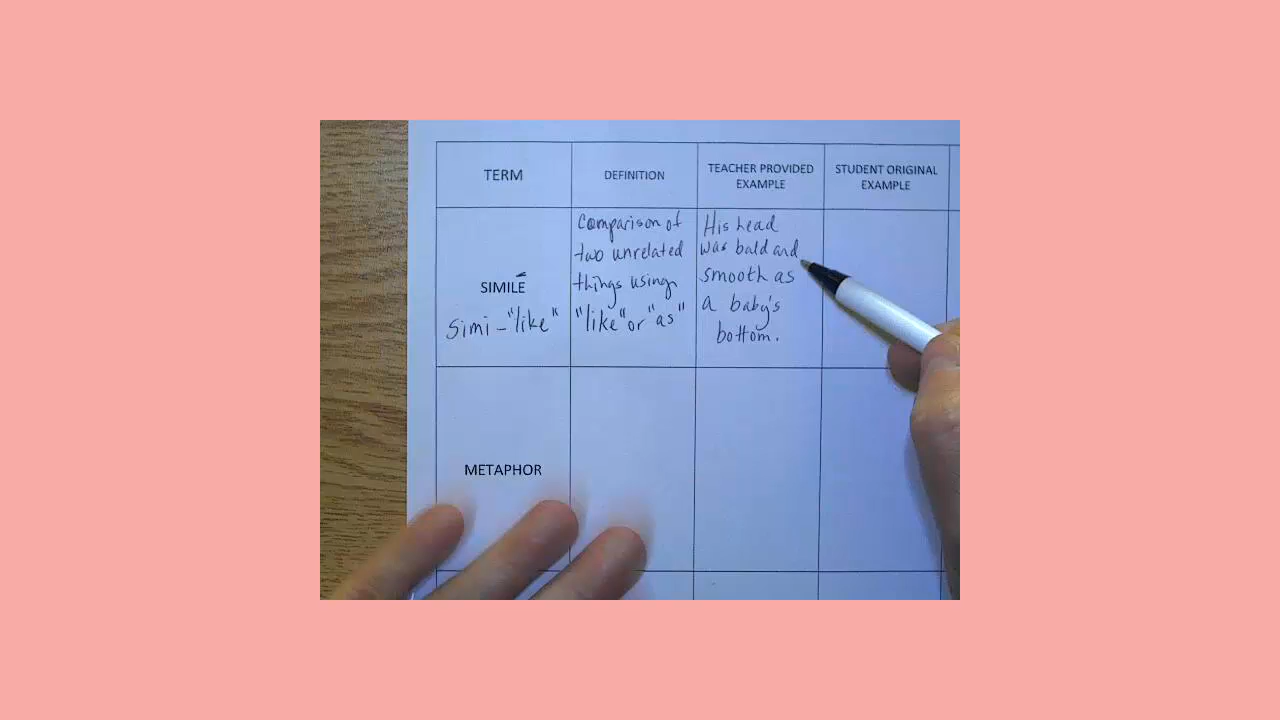 TERM
DEFINITION
TEACHER PROVIDED
EXAMPLE
STUDENT ORIGINAL
EXAMPLE
SIMILÉ
Simi - "like"
Comparison of
two unrelated
things using
"like" or "as"
His head
was bald and
smooth as
a baby's
bottom.
METAPHOR